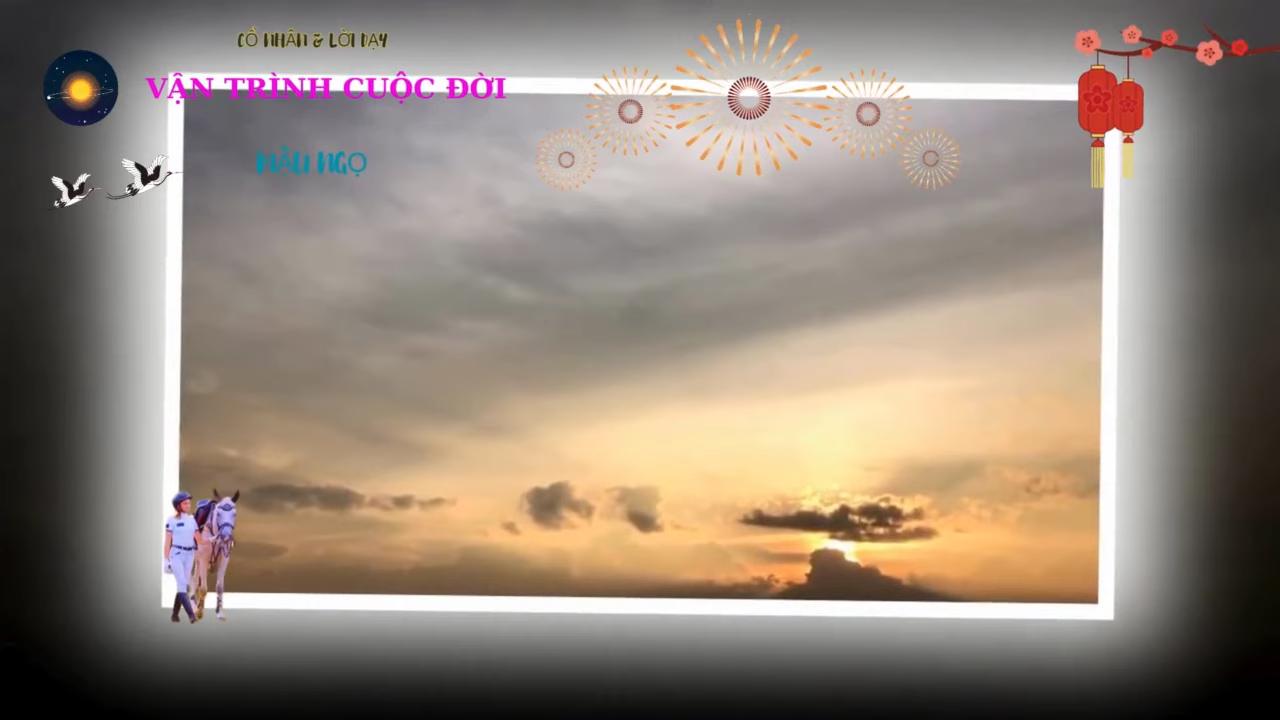 CỔ NHÂN & LỜI DẠY
VẬN TRÌNH CUỘC ĐỜI
MẬU NGỌ